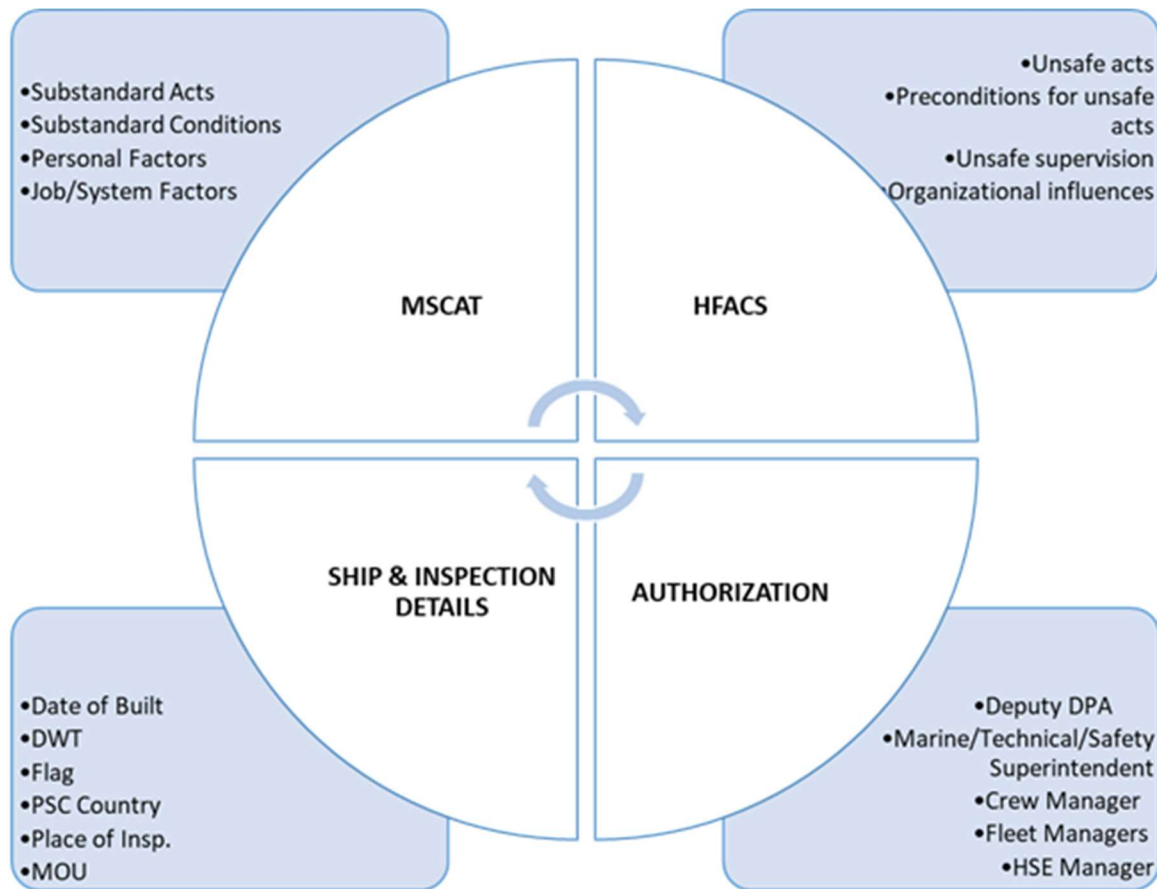 •Substandard Acts
•Substandard Conditions
•Personal Factors
•Job/System Factors
•Unsafe acts
•Preconditions for unsafe
acts
•Unsafe supervision
•Organizational influences
MSCAT
HFACS
SHIP & INSPECTION
DETAILS
AUTHORIZATION
•Date of Built
•DWT
•Flag
•PSC Country
•Place of Insp.
•MOU
•Deputy DPA
•Marine/Technical/Safety
Superintendent
•Crew Manager
•Fleet Managers
•HSE Manager